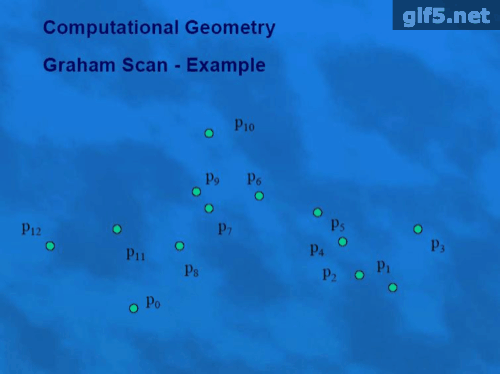 gif5.net
Computational Geometry
Graham Scan - Example
p10
p9 p6
p12 p7 p5
p11 p4 p3
p8 p2 p1
p0